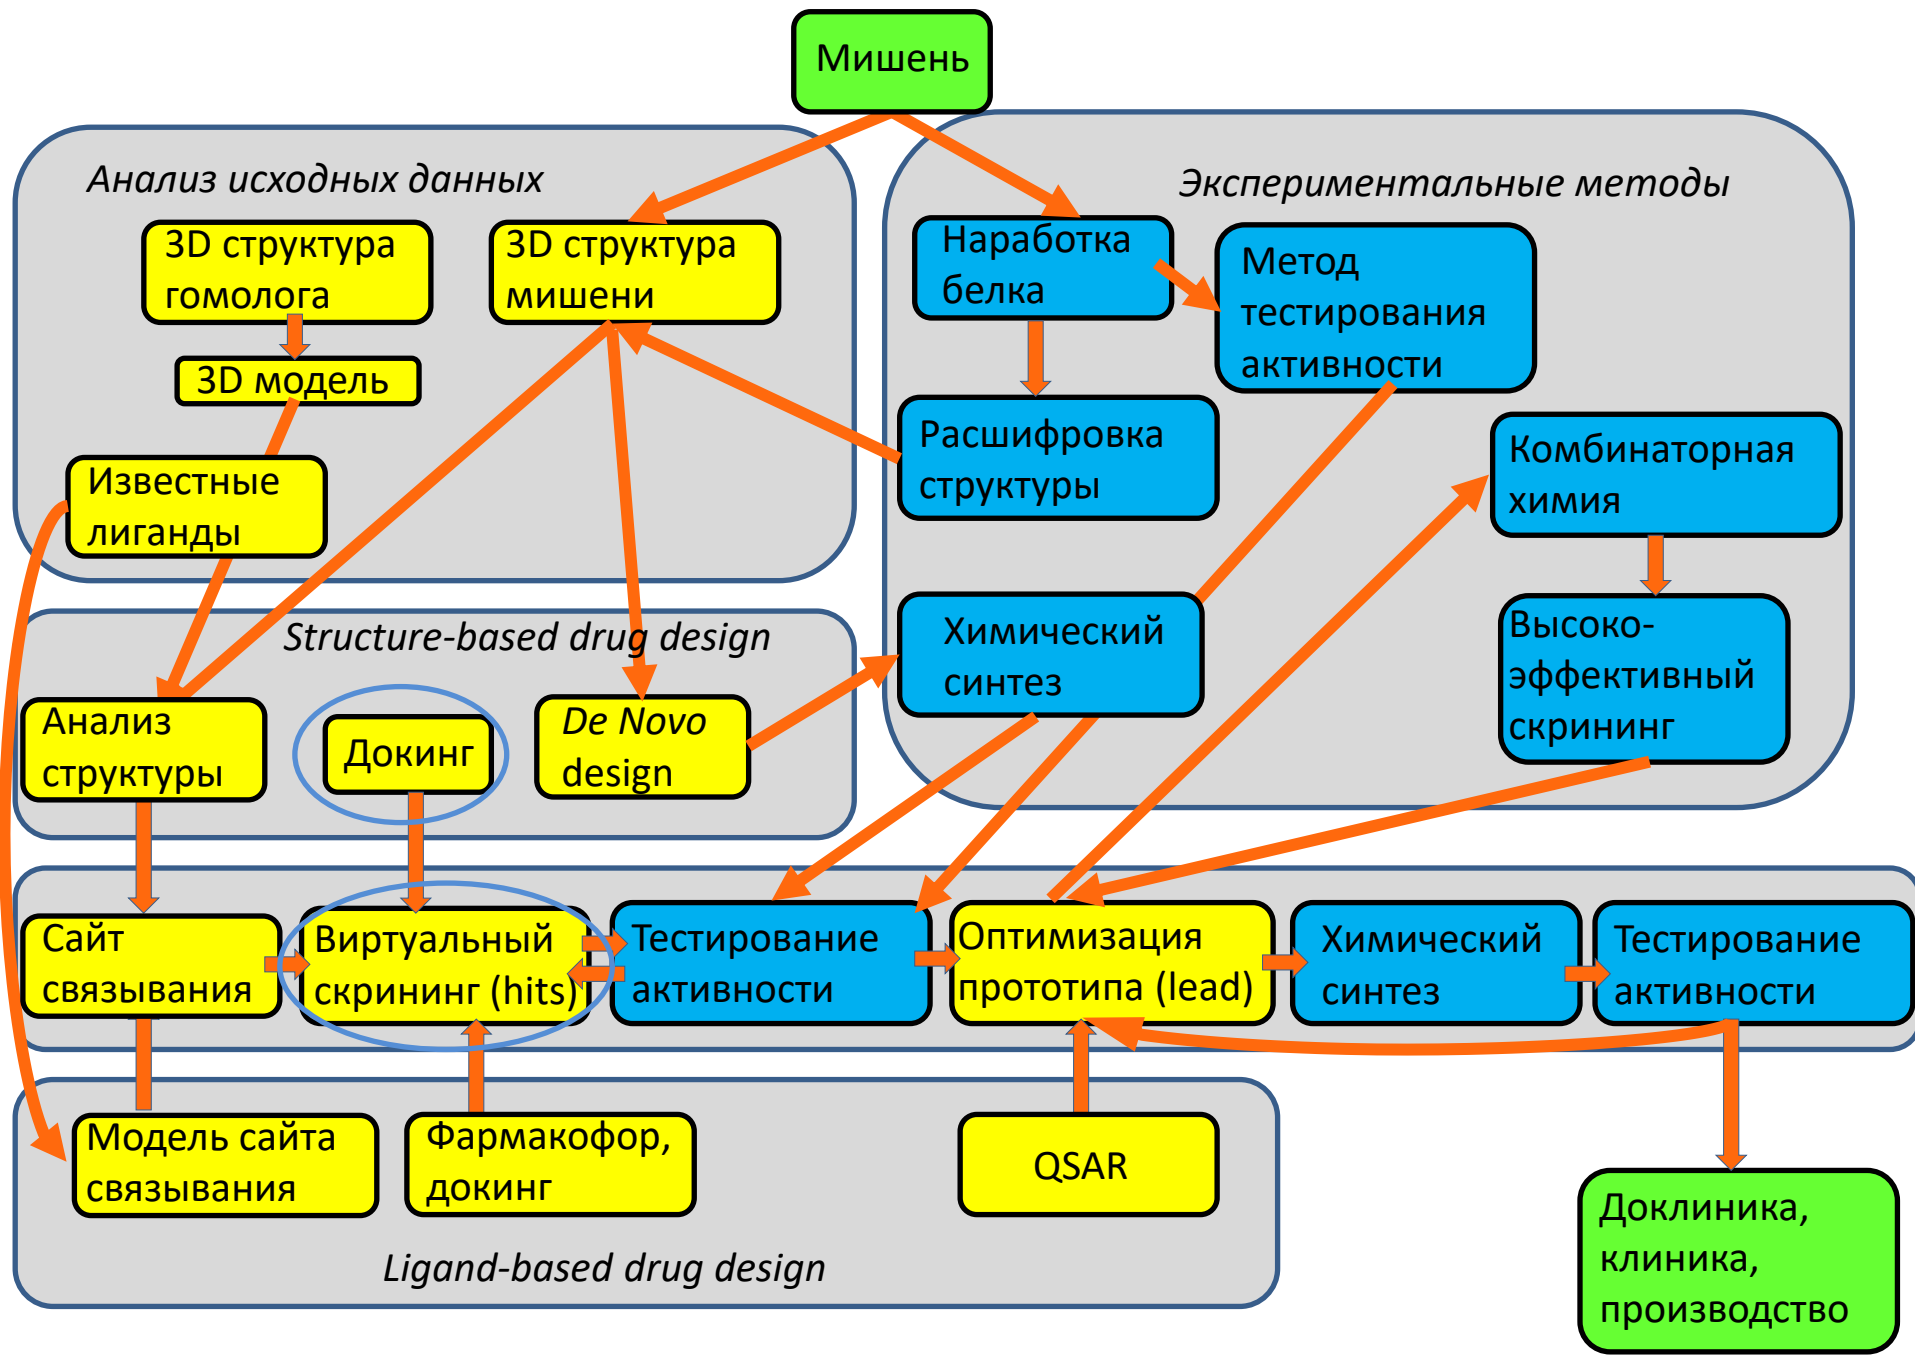 Мишень
Анализ исходных данных
3D структура
гомолога
3D структура
мишени
3D модель
Известные
лиганды
Экспериментальные методы
Наработка
белка
Метод
тестирования
активности
Расшифровка
структуры
Комбинаторная
химия
Химический
синтез
Высоко-
эффективный
скрининг
Structure-based drug design
Анализ
структуры
Докинг
De Novo
design
Сайт
связывания
Виртуальный
скрининг (hits)
Тестирование
активности
Оптимизация
прототипа (lead)
Химический
синтез
Тестирование
активности
Модель сайта
связывания
Фармакофор,
докинг
QSAR
Ligand-based drug design
Доклиника,
клиника,
производство